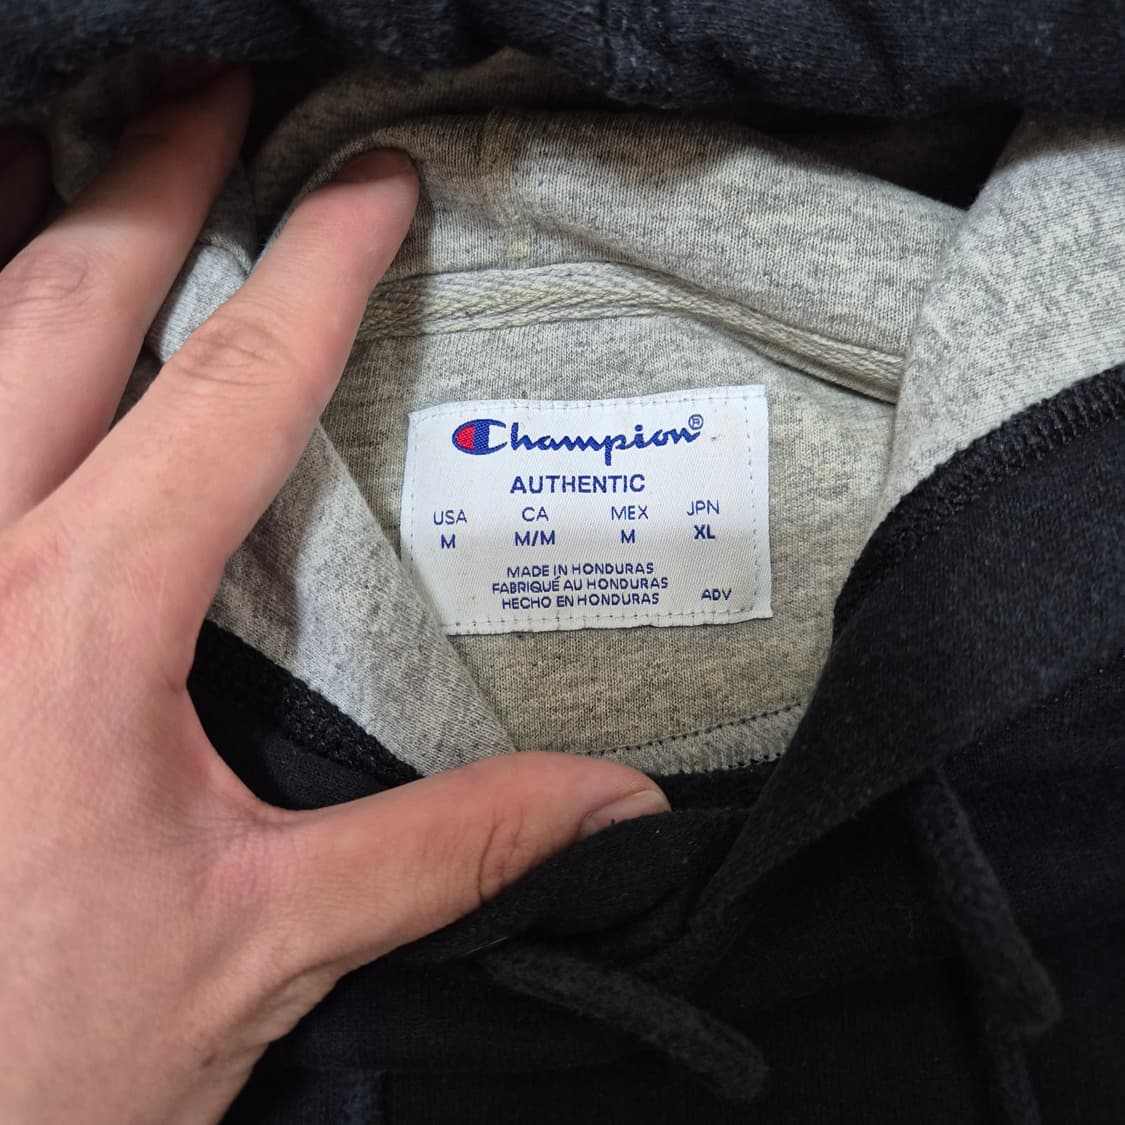 Champion®
AUTHENTIC
USA CA MEX JPN
M M/M M XL
MADE IN HONDURAS
FABRIQUÉ AU HONDURAS
HECHO EN HONDURAS ADV